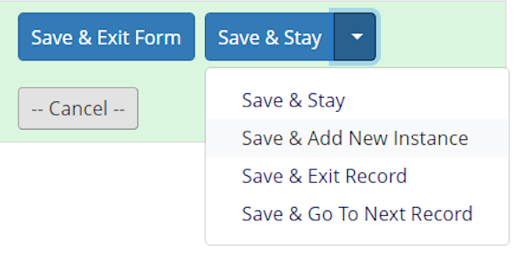 Save & Exit Form
Save & Stay
-- Cancel --
Save & Stay
Save & Add New Instance
Save & Exit Record
Save & Go To Next Record